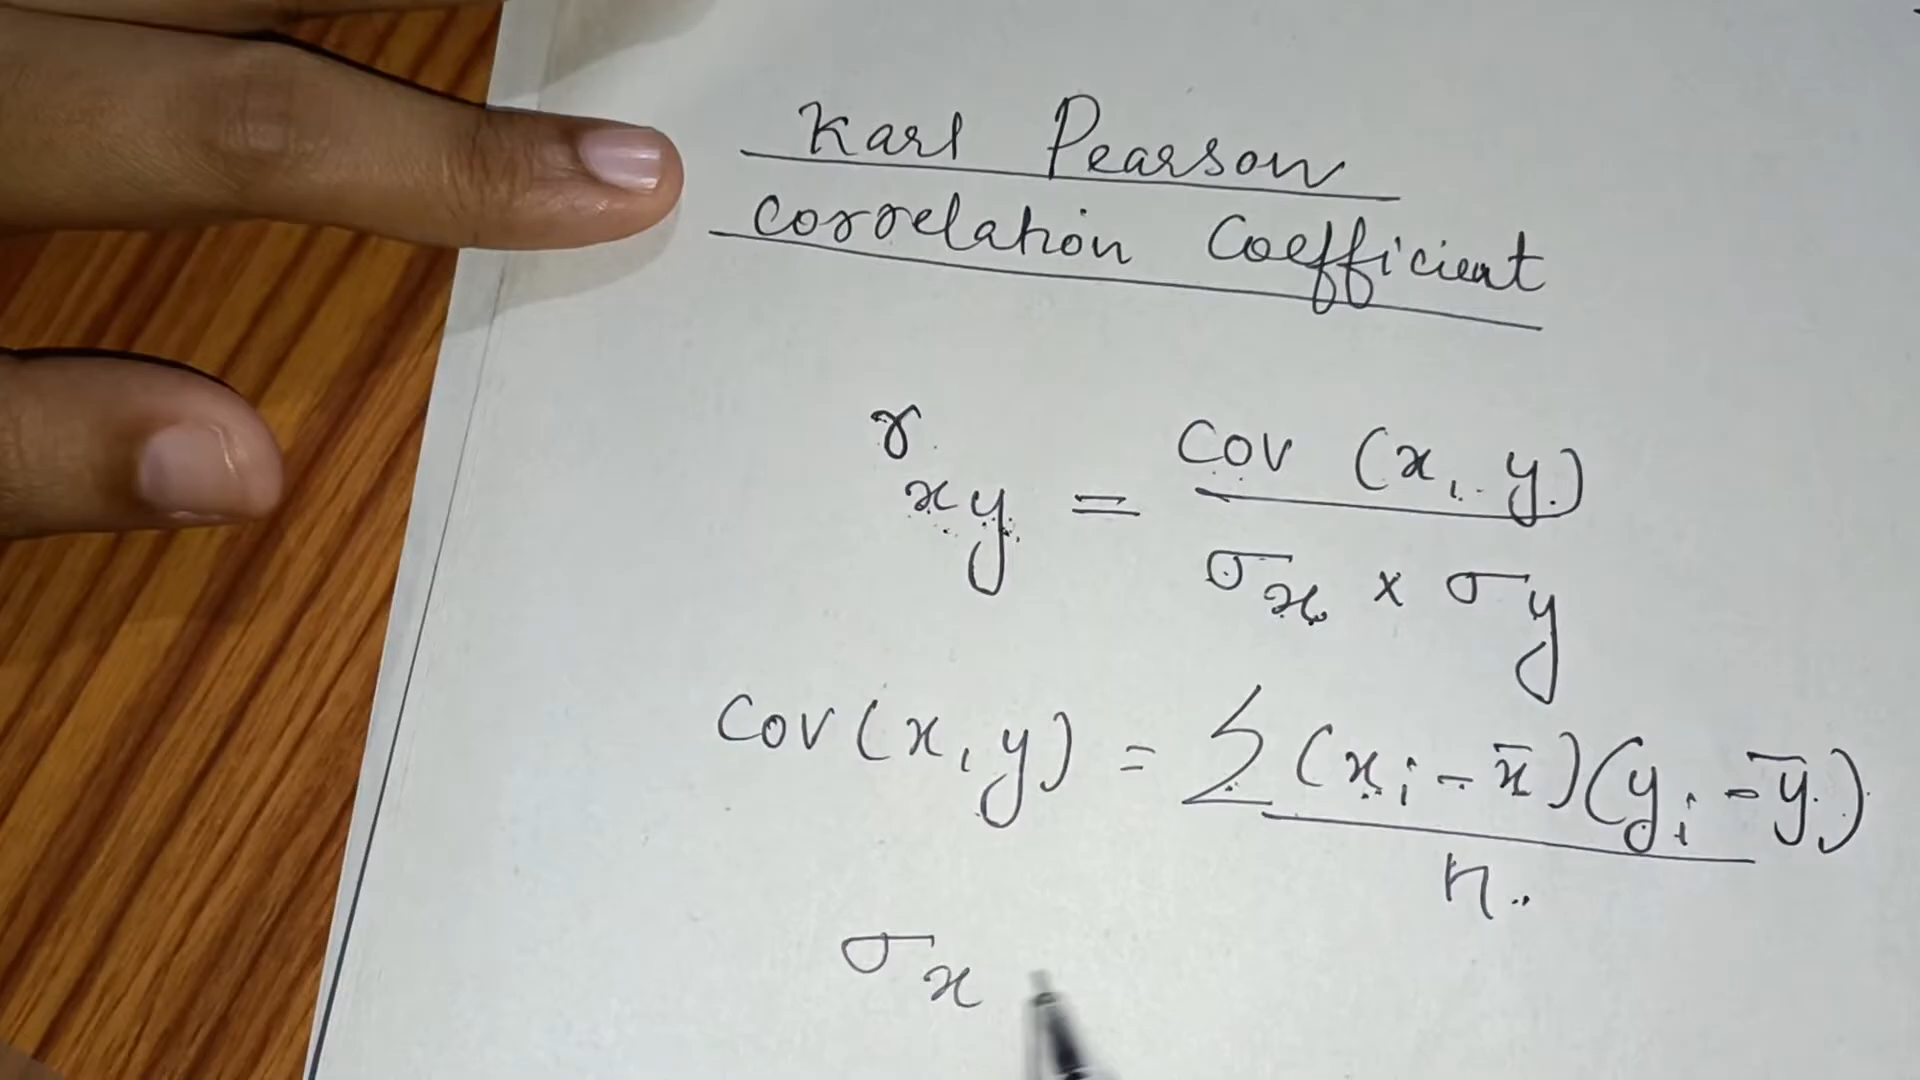 Karl Pearson
correlation Coefficient
r xy = cov (x, y) / σx × σy
cov(x, y) = Σ(xi - x̄)(yi - ȳ) / n
σx